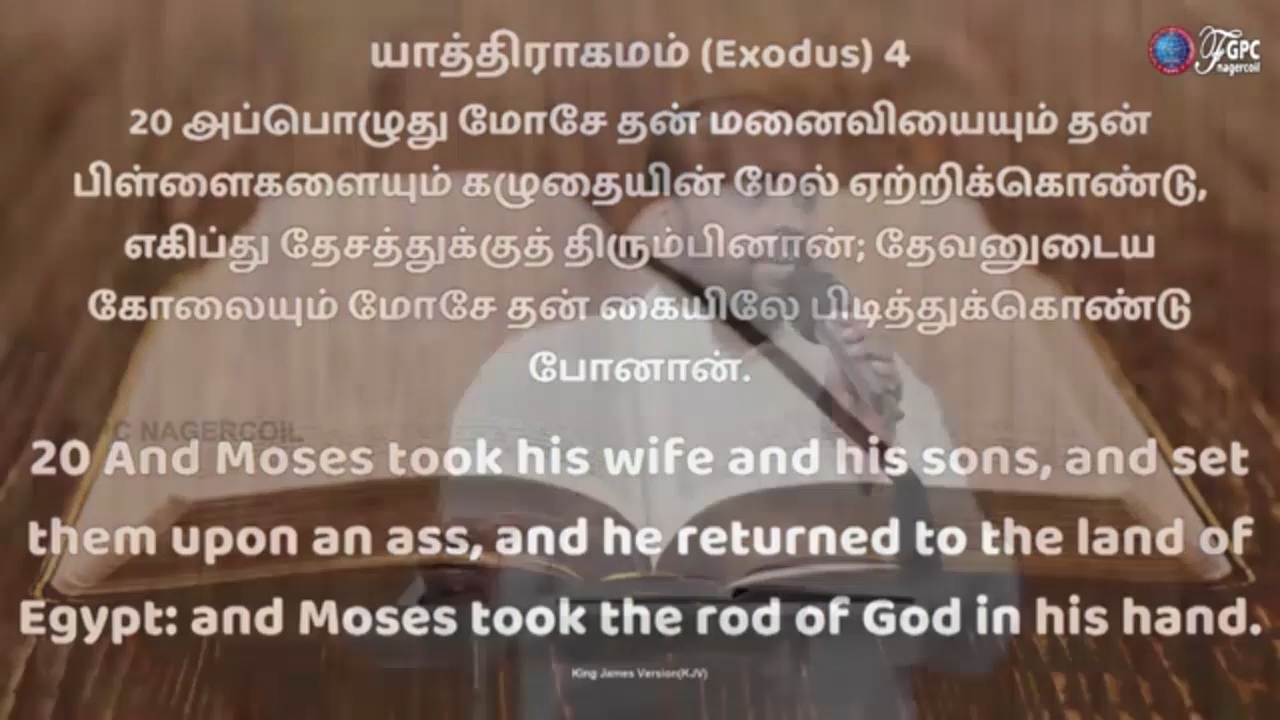 யாத்திராகமம் (Exodus) 4
GPC
nagercoil
20 அப்பொழுது மோசே தன் மனைவியையும் தன்
பிள்ளைகளையும் கழுதையின் மேல் ஏற்றிக்கொண்டு,
எகிப்து தேசத்துக்குத் திரும்பினான்; தேவனுடைய
கோலையும் மோசே தன் கையிலே பிடித்துக்கொண்டு
போனான்.
NAGERCOIL
20 And Moses took his wife and his sons, and set
them upon an ass, and he returned to the land of
Egypt: and Moses took the rod of God in his hand.
King James Version(KJV)